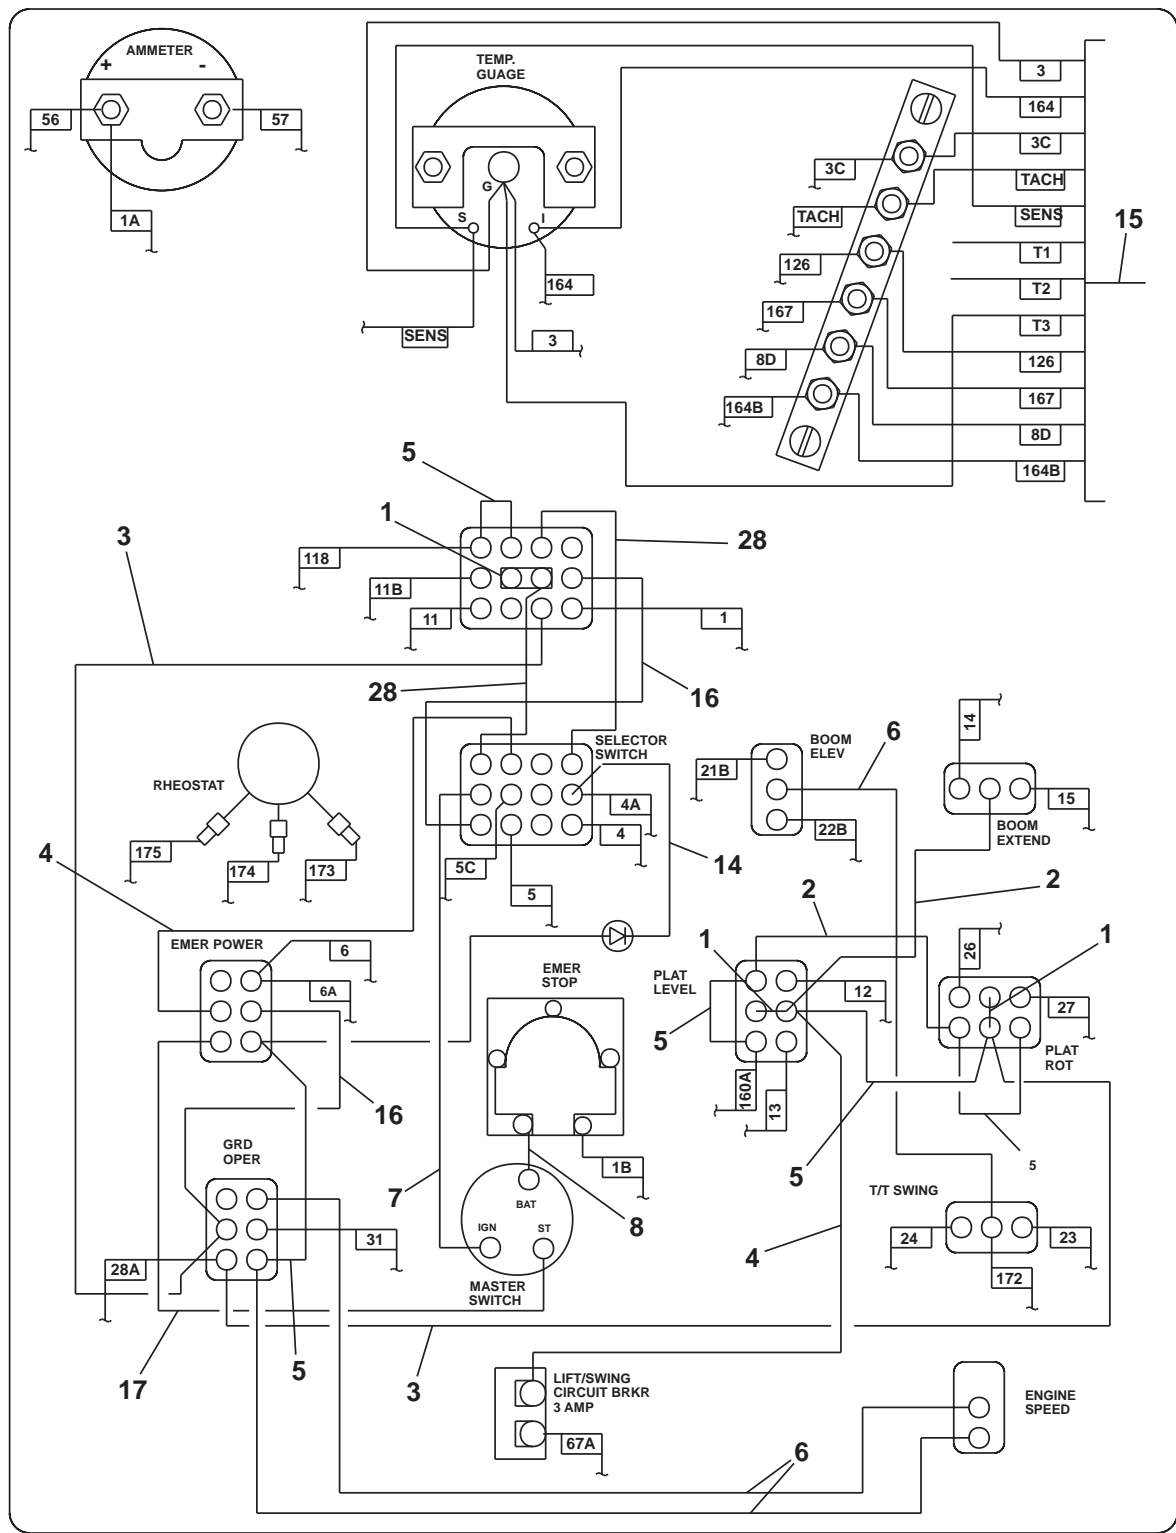 AMMETER
+ -
56
57
1A
TEMP.
GUAGE
G
S
I
164
SENS
3
3
164
3C
TACH
SENS
T1
T2
T3
126
167
8D
164B
15
3C
TACH
126
167
8D
164B
5
1
3
28
118
11B
11
1
28
16
SELECTOR
SWITCH
4A
4
5C
5
14
RHEOSTAT
175
174
173
4
BOOM
ELEV
21B
22B
6
14
15
BOOM
EXTEND
2
2
EMER POWER
6
6A
16
EMER
STOP
1B
8
PLAT
LEVEL
1
5
12
160A
13
26
1
27
PLAT
ROT
5
5
GRD
OPER
31
28A
5
17
7
BAT
IGN
ST
MASTER
SWITCH
4
T/T SWING
24
23
172
3
LIFT/SWING
CIRCUIT BRKR
3 AMP
67A
ENGINE
SPEED
6